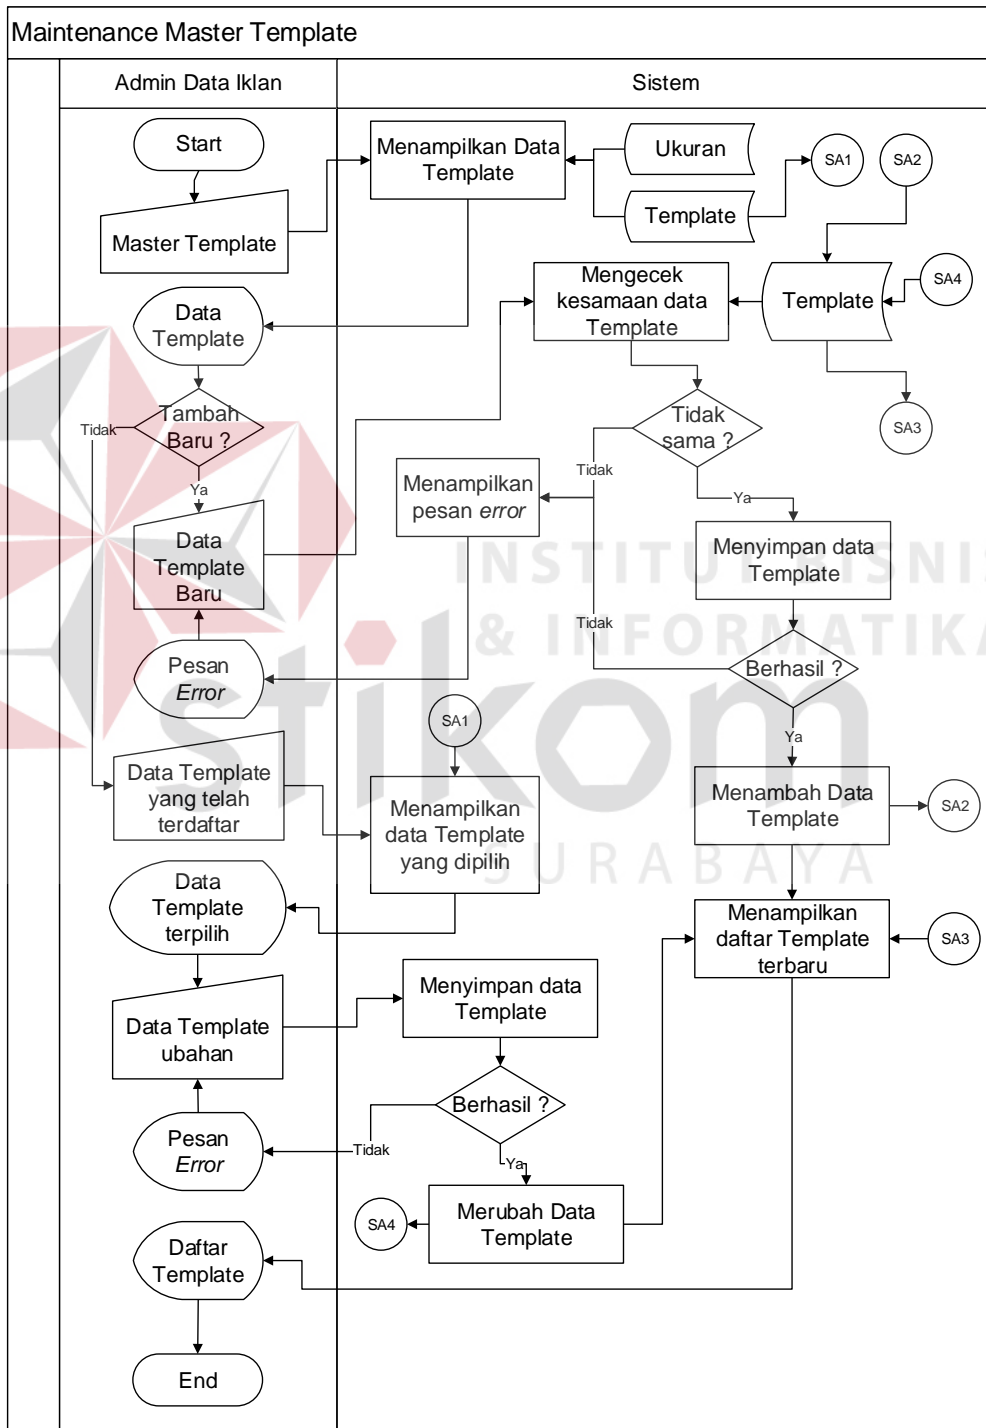 Maintenance Master Template
Admin Data Iklan
Sistem
Start
Menampilkan Data
Template
Ukuran
SA1
SA2
Template
Master Template
Mengecek
kesamaan data
Template
Template
SA4
Data
Template
Tambah
Baru ?
Tidak
Tidak
sama ?
SA3
Tidak
Ya
Menampilkan
pesan error
Ya
Data
Template
Baru
Menyimpan data
Template
INSTITUT BISNIS
& INFORMATIKA
Tidak
Pesan
Error
Berhasil ?
stikom
SA1
Ya
Data Template
yang telah
terdaftar
Menampilkan
data Template
yang dipilih
Menambah Data
Template
SA2
SURABAYA
Data
Template
terpilih
Menampilkan
daftar Template
terbaru
SA3
Menyimpan data
Template
Data Template
ubahan
Berhasil ?
Tidak
Pesan
Error
Ya
Merubah Data
Template
SA4
Daftar
Template
End